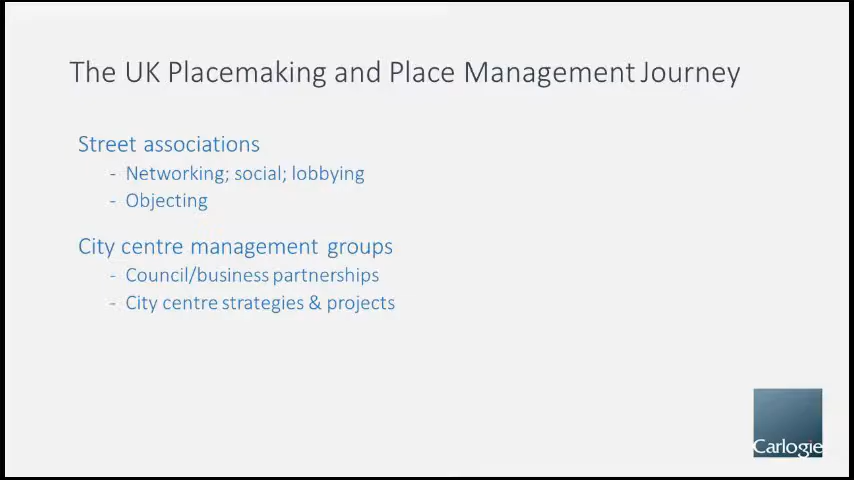 The UK Placemaking and Place Management Journey
Street associations
- Networking; social; lobbying
- Objecting
City centre management groups
- Council/business partnerships
- City centre strategies & projects
Carlogie